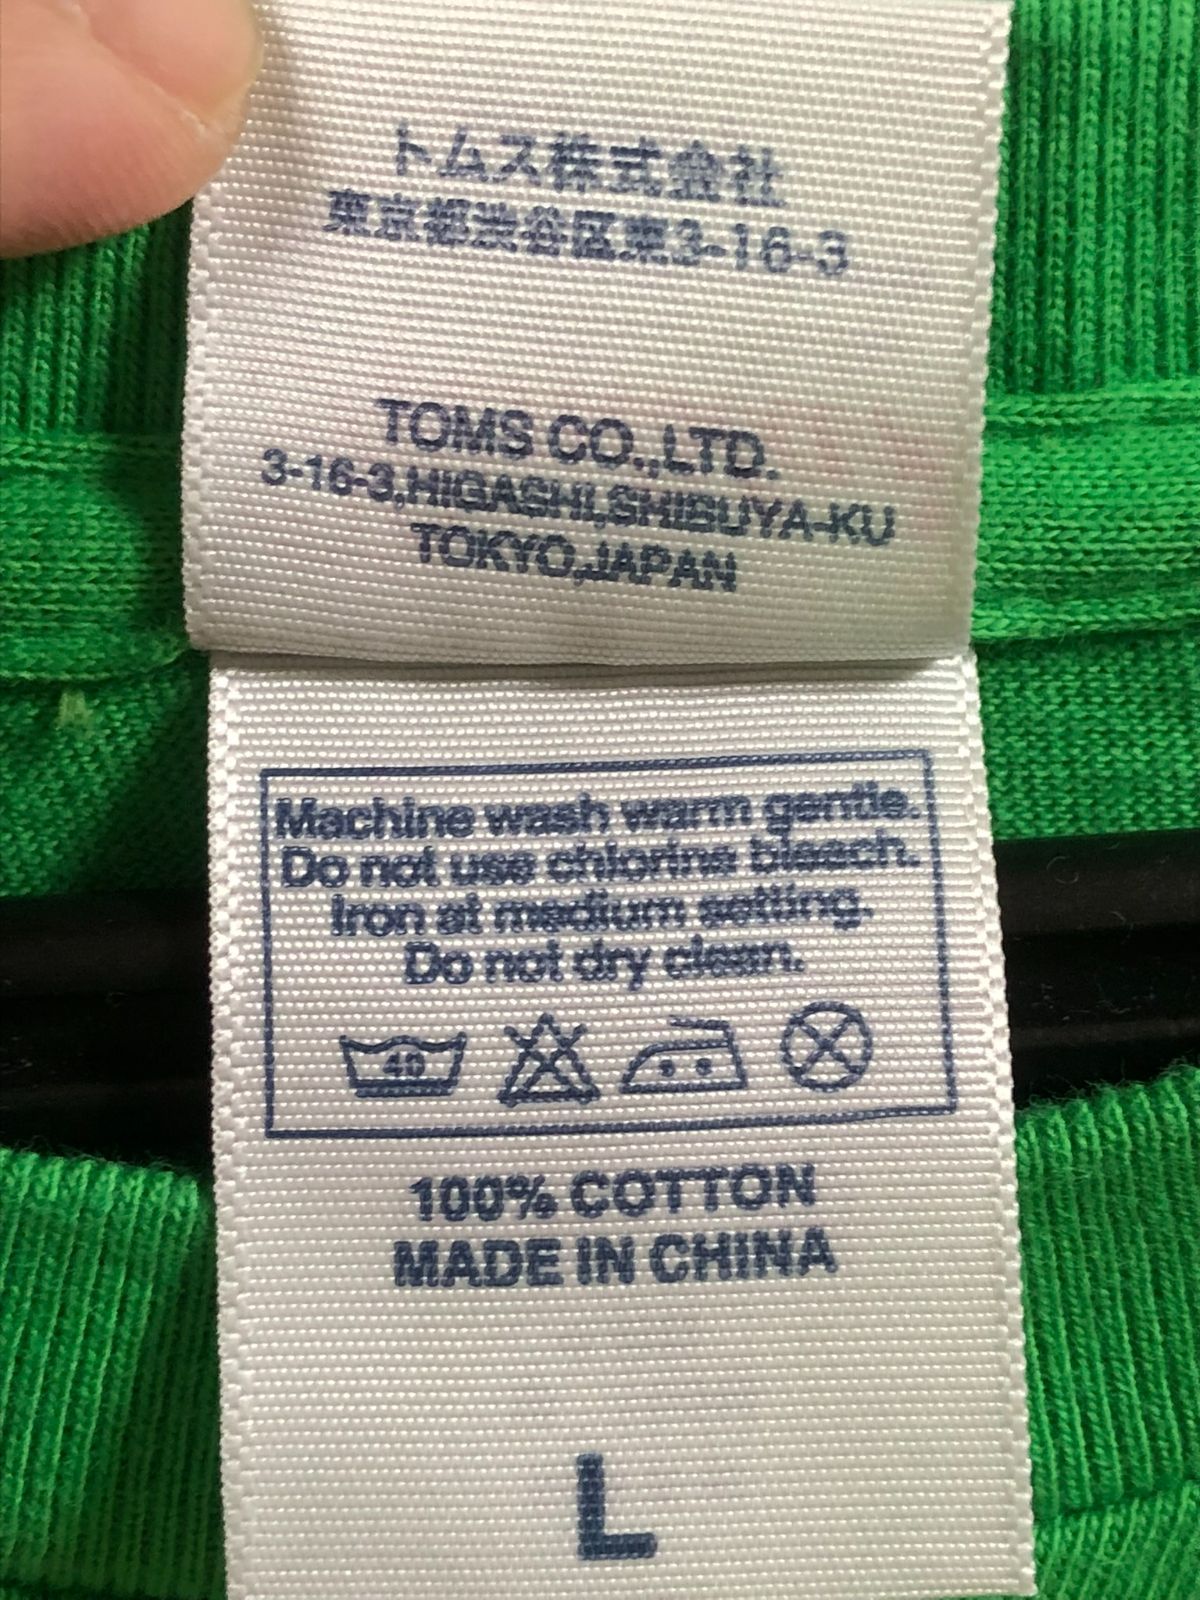 トムス株式会社
東京都渋谷区東3-16-3
TOMS CO.,LTD.
3-16-3,HIGASHI,SHIBUYA-KU
TOKYO,JAPAN
Machine wash warm gentle.
Do not use chlorine bleach.
Iron at medium setting.
Do not dry clean.
40
100% COTTON
MADE IN CHINA
L